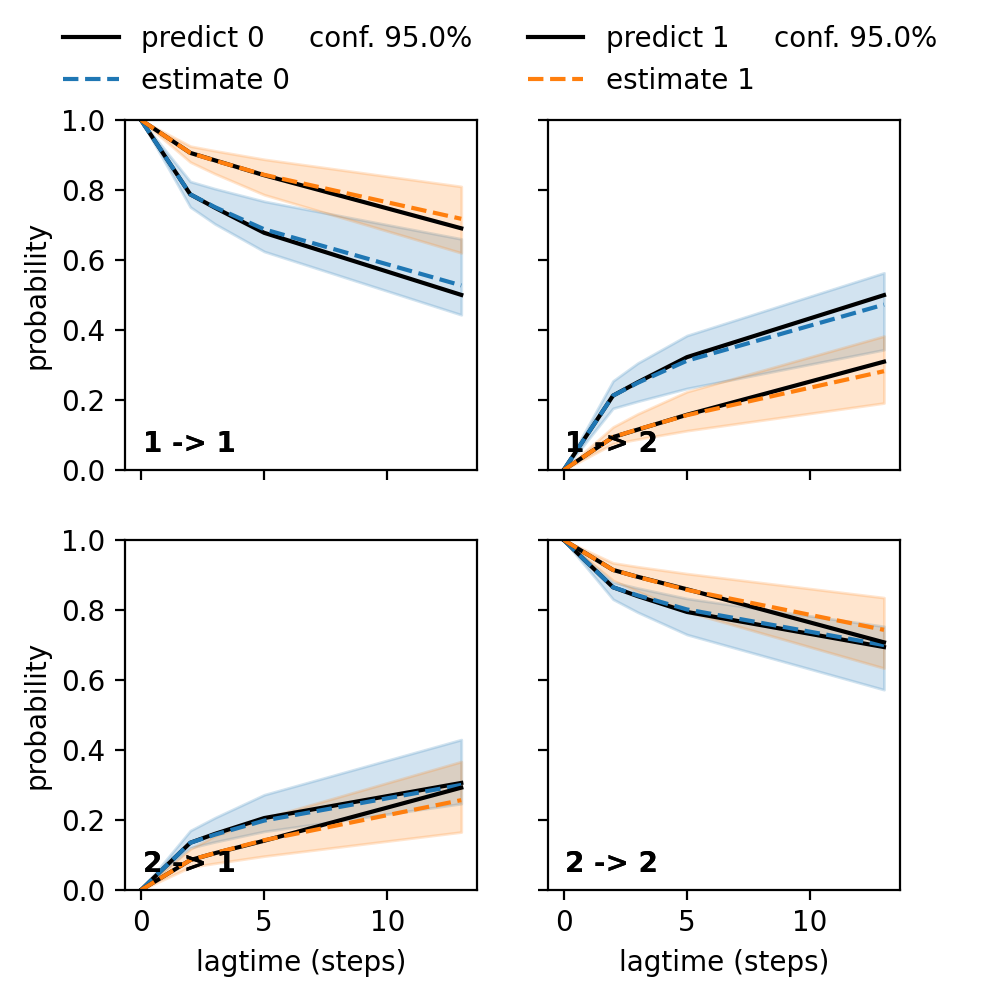 predict 0 conf. 95.0% predict 1 conf. 95.0%
estimate 0 estimate 1
1.0
0.8
0.6
0.4
0.2
0.0
probability
1 -> 1
1 -> 2
1.0
0.8
0.6
0.4
0.2
0.0
probability
2 -> 1
2 -> 2
0 5 10 0 5 10
lagtime (steps) lagtime (steps)